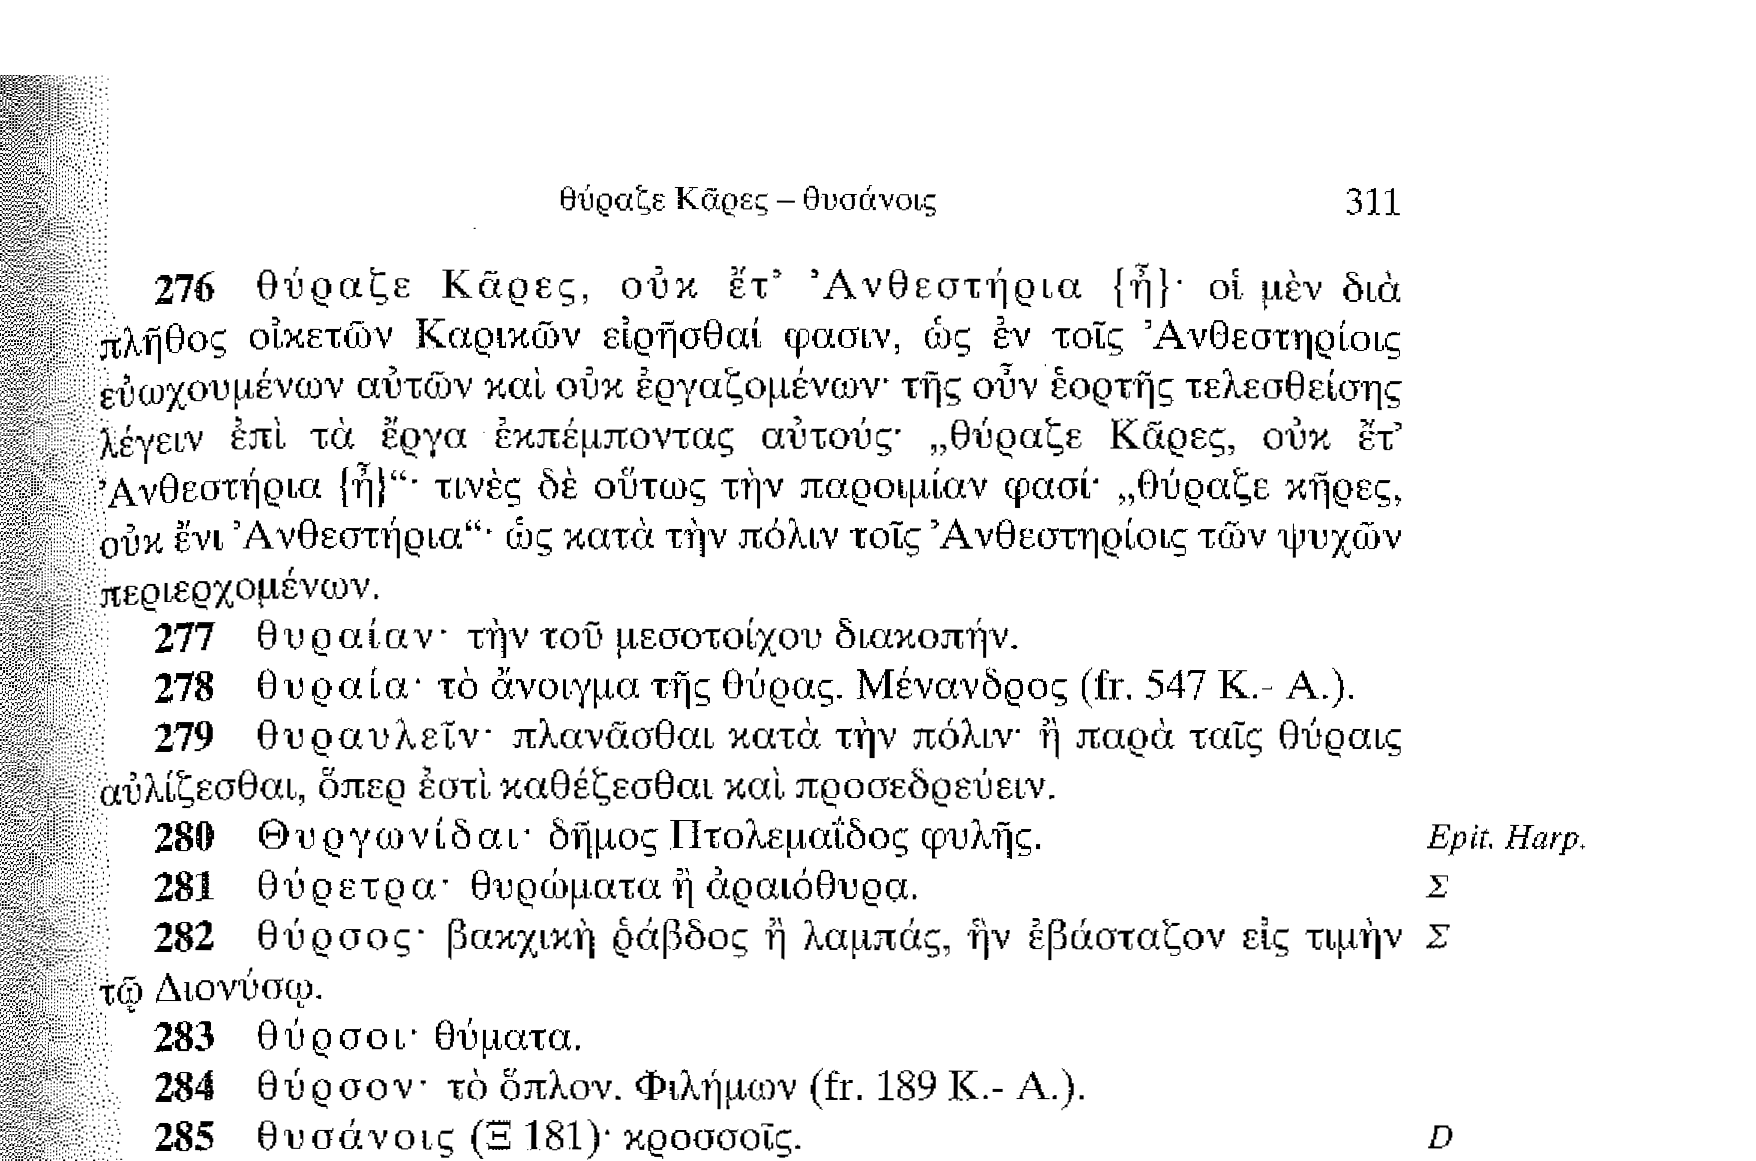 θύραζε Κᾶρες – θυσάνοις 311
276 θύραζε Κᾶρες, οὐκ ἔτ’ Ἀνθεστήρια {ἦ}· οἱ μὲν διὰ
πλῆθος οἰκετῶν Καρικῶν εἰρῆσθαί φασιν, ὡς ἐν τοῖς Ἀνθεστηρίοις
εὐωχουμένων αὐτῶν καὶ οὐκ ἐργαζομένων· τῆς οὖν ἑορτῆς τελεσθείσης
λέγειν ἐπὶ τὰ ἔργα ἐκπέμποντας αὐτούς· „θύραζε Κᾶρες, οὐκ ἔτ’
Ἀνθεστήρια {ἦ}“· τινὲς δὲ οὕτως τὴν παροιμίαν φασί· „θύραζε κῆρες,
οὐκ ἔνι Ἀνθεστήρια“· ὡς κατὰ τὴν πόλιν τοῖς Ἀνθεστηρίοις τῶν ψυχῶν
περιερχομένων.
277 θυραίαν· τὴν τοῦ μεσοτοίχου διακοπήν.
278 θυραία· τὸ ἄνοιγμα τῆς θύρας. Μένανδρος (fr. 547 K.- A.).
279 θυραυλεῖν· πλανᾶσθαι κατὰ τὴν πόλιν· ἢ παρὰ ταῖς θύραις
αὐλίζεσθαι, ὅπερ ἐστὶ καθέζεσθαι καὶ προσεδρεύειν.
280 Θυργωνίδαι· δῆμος Πτολεμαΐδος φυλῆς. Epit. Harp.
281 θύρετρα· θυρώματα ἢ ἀραιόθυρα. Σ
282 θύρσος· βακχικὴ ῥάβδος ἢ λαμπάς, ἣν ἐβάσταζον εἰς τιμὴν Σ
τῷ Διονύσῳ.
283 θύρσοι· θύματα.
284 θύρσον· τὸ ὅπλον. Φιλήμων (fr. 189 K.- A.).
285 θυσάνοις (Ξ 181)· κροσσοῖς. D